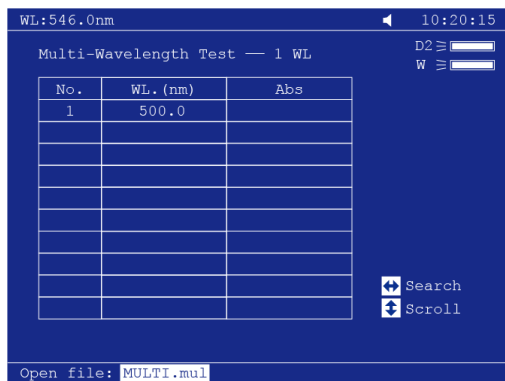 WL:546.0nm 10:20:15
Multi-Wavelength Test — 1 WL
D2
W
No. WL.(nm) Abs
1 500.0
Search
Scroll
Open file: MULTI.mul